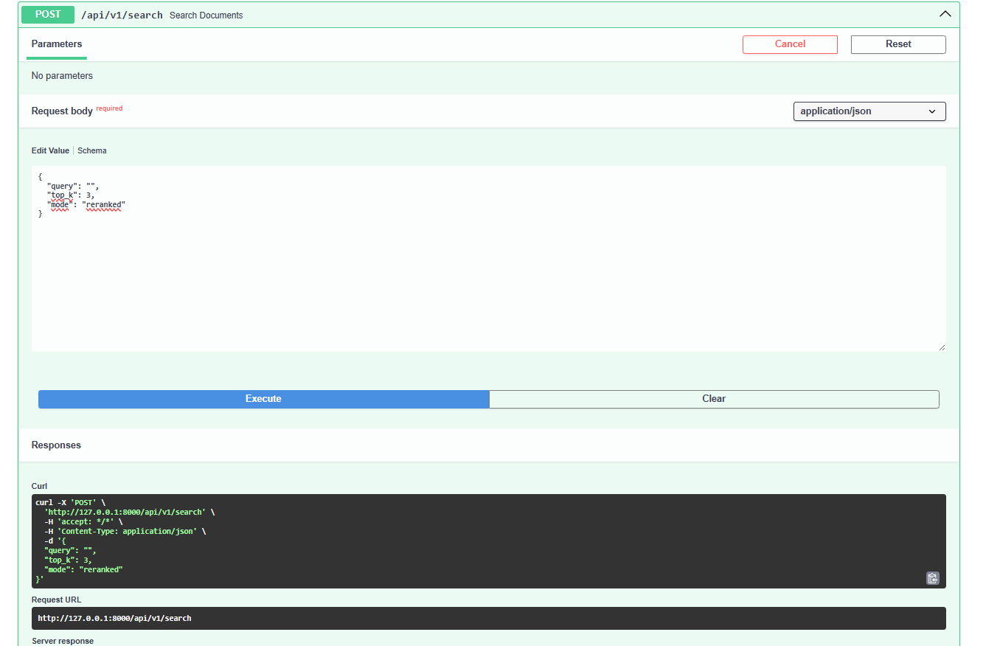 POST /api/v1/search Search Documents
Parameters
Cancel
Reset
No parameters
Request body required
application/json
Edit Value Schema
{
  "query": "",
  "top_k": 3,
  "mode": "reranked"
}
Execute
Clear
Responses
Curl
curl -X 'POST' \
  'http://127.0.0.1:8000/api/v1/search' \
  -H 'accept: */*' \
  -H 'Content-Type: application/json' \
  -d '{
  "query": "",
  "top_k": 3,
  "mode": "reranked"
}'
Request URL
http://127.0.0.1:8000/api/v1/search
Server response